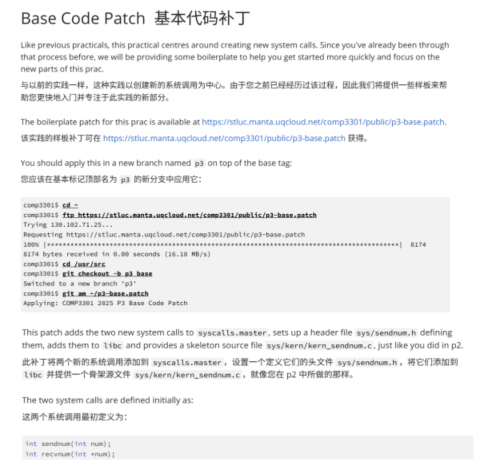 Base Code Patch 基本代码补丁
Like previous practicals, this practical centres around creating new system calls. Since you've already been through
that process before, we will be providing some boilerplate to help you get started more quickly and focus on the
new parts of this prac.
与以前的实践一样，这种实践以创建新的系统调用为中心。由于您之前已经经历过该过程，因此我们将提供一些样板来帮
助您更快地入门并专注于此实践的新部分。
The boilerplate patch for this prac is available at https://stluc.manta.uqcloud.net/comp3301/public/p3-base.patch.
该实践的样板补丁可在 https://stluc.manta.uqcloud.net/comp3301/public/p3-base.patch 获得。
You should apply this in a new branch named p3 on top of the base tag:
您应该在基本标记顶部名为 p3 的新分支中应用它：
comp3301$ cd ~
comp3301$ ftp https://stluc.manta.uqcloud.net/comp3301/public/p3-base.patch
Trying 130.102.71.25...
Requesting https://stluc.manta.uqcloud.net/comp3301/public/p3-base.patch
8174 bytes received in 0.00 seconds (16.18 MB/s)
comp3301$ cd /usr/src
comp3301$ git checkout -b p3 base
Switched to a new branch 'p3'
comp3301$ git am ~/p3-base.patch
Applying: COMP3301 2025 P3 Base Code Patch
This patch adds the two new system calls to syscalls.master, sets up a header file sys/sendnum.h defining
them, adds them to libc and provides a skeleton source file sys/kern/kern_sendnum.c, just like you did in p2.
此补丁将两个新的系统调用添加到 syscalls.master，设置一个定义它们的头文件 sys/sendnum.h，将它们添加到
libc 并提供一个骨架源文件 sys/kern/kern_sendnum.c，就像您在 p2 中所做的那样。
The two system calls are defined initially as:
这两个系统调用最初定义为：
int sendnum(int num);
int recvnum(int *num);